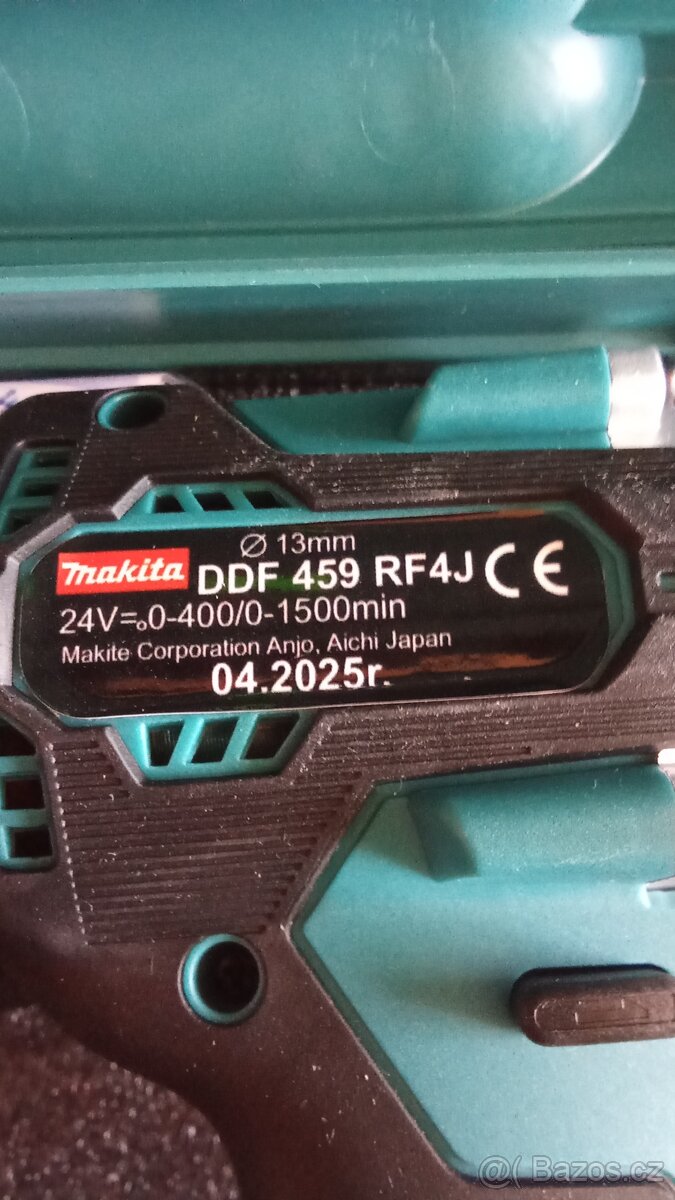 Ø 13mm
makita DDF 459 RF4J CE
24V=0-400/0-1500min
Makite Corporation Anjo, Aichi Japan
04.2025r.
@( Bazos.cz